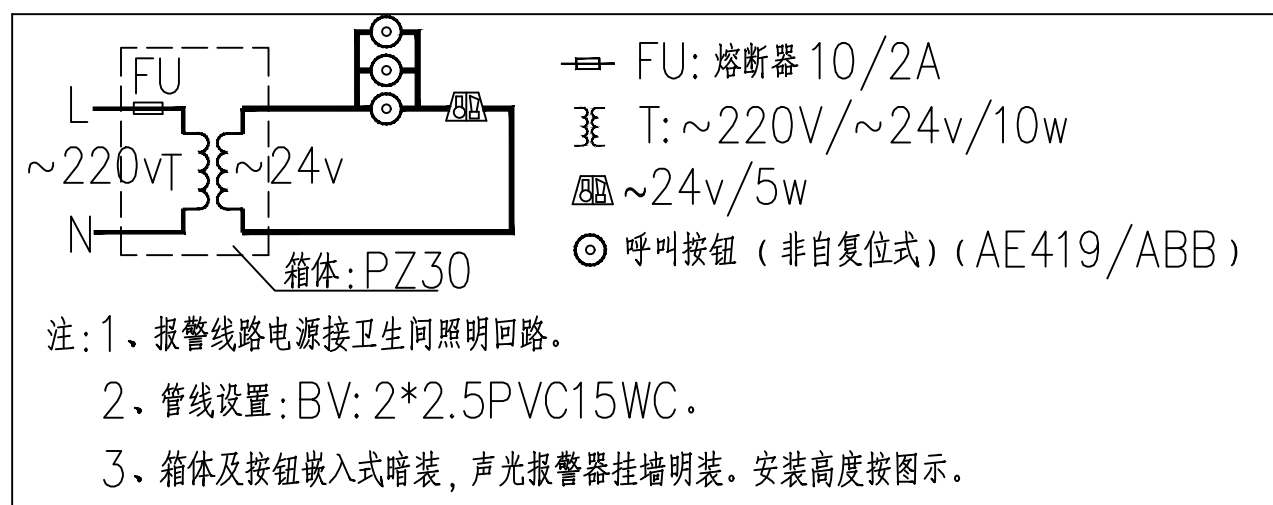 FU
L
~220v
T
~24v
N
箱体:PZ30
FU: 熔断器10/2A
T:~220V/~24v/10w
~24v/5w
呼叫按钮（非自复位式）(AE419/ABB)
注:1、报警线路电源接卫生间照明回路。
2、管线设置:BV:2*2.5PVC15WC。
3、箱体及按钮嵌入式暗装,声光报警器挂墙明装。安装高度按图示。